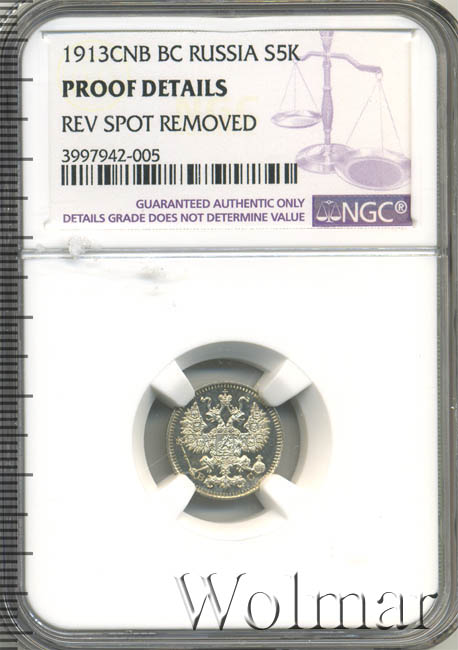 1913CNB BC RUSSIA S5K
PROOF DETAILS
REV SPOT REMOVED
3997942-005
GUARANTEED AUTHENTIC ONLY
DETAILS GRADE DOES NOT DETERMINE VALUE
NGC®
Wolmar